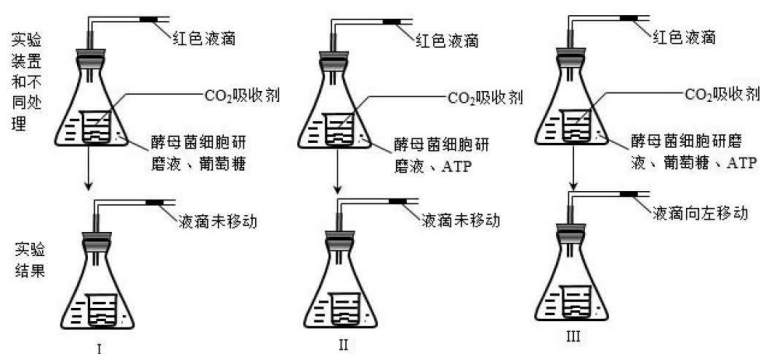 实验
装置
和不
同处
理
红色液滴
CO₂吸收剂
酵母菌细胞研
磨液、葡萄糖
红色液滴
CO₂吸收剂
酵母菌细胞研
磨液、ATP
红色液滴
CO₂吸收剂
酵母菌细胞研磨
液、葡萄糖、ATP
实验
结果
液滴未移动
液滴未移动
液滴向左移动
I
II
III